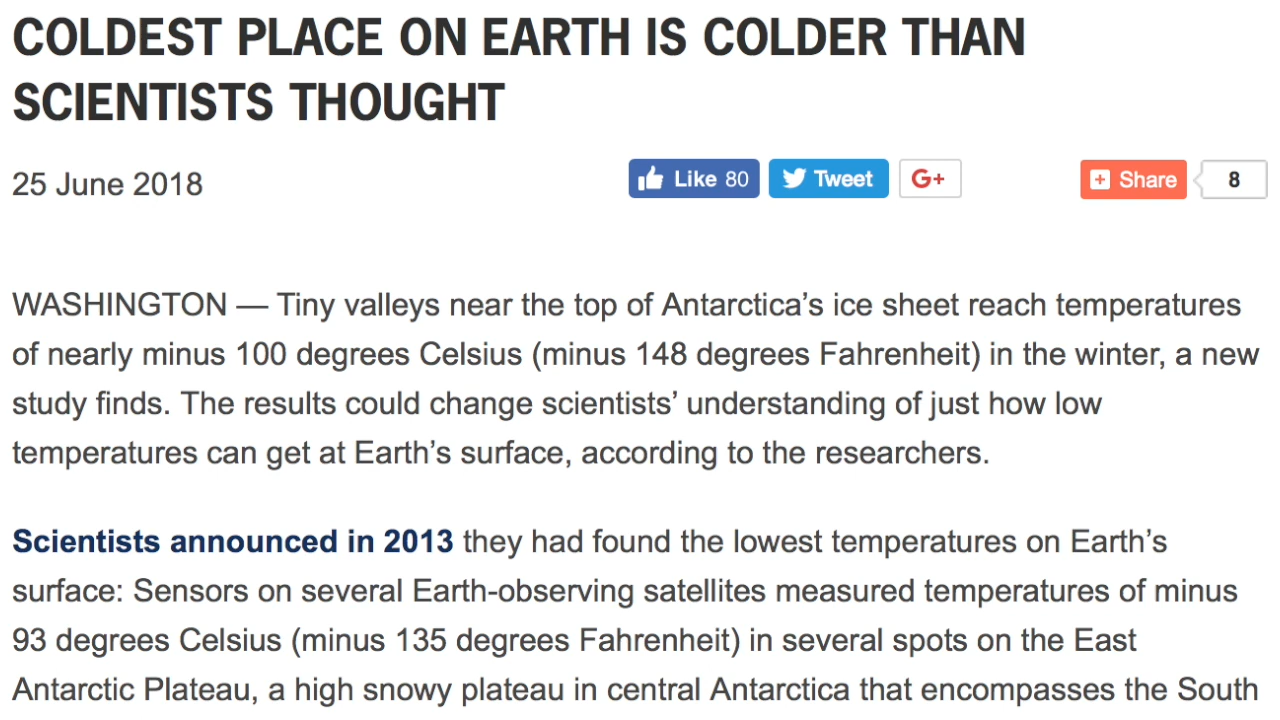 COLDEST PLACE ON EARTH IS COLDER THAN
SCIENTISTS THOUGHT
25 June 2018
Like 80
Tweet
G+
Share
8
WASHINGTON — Tiny valleys near the top of Antarctica’s ice sheet reach temperatures
of nearly minus 100 degrees Celsius (minus 148 degrees Fahrenheit) in the winter, a new
study finds. The results could change scientists’ understanding of just how low
temperatures can get at Earth’s surface, according to the researchers.
Scientists announced in 2013 they had found the lowest temperatures on Earth’s
surface: Sensors on several Earth-observing satellites measured temperatures of minus
93 degrees Celsius (minus 135 degrees Fahrenheit) in several spots on the East
Antarctic Plateau, a high snowy plateau in central Antarctica that encompasses the South